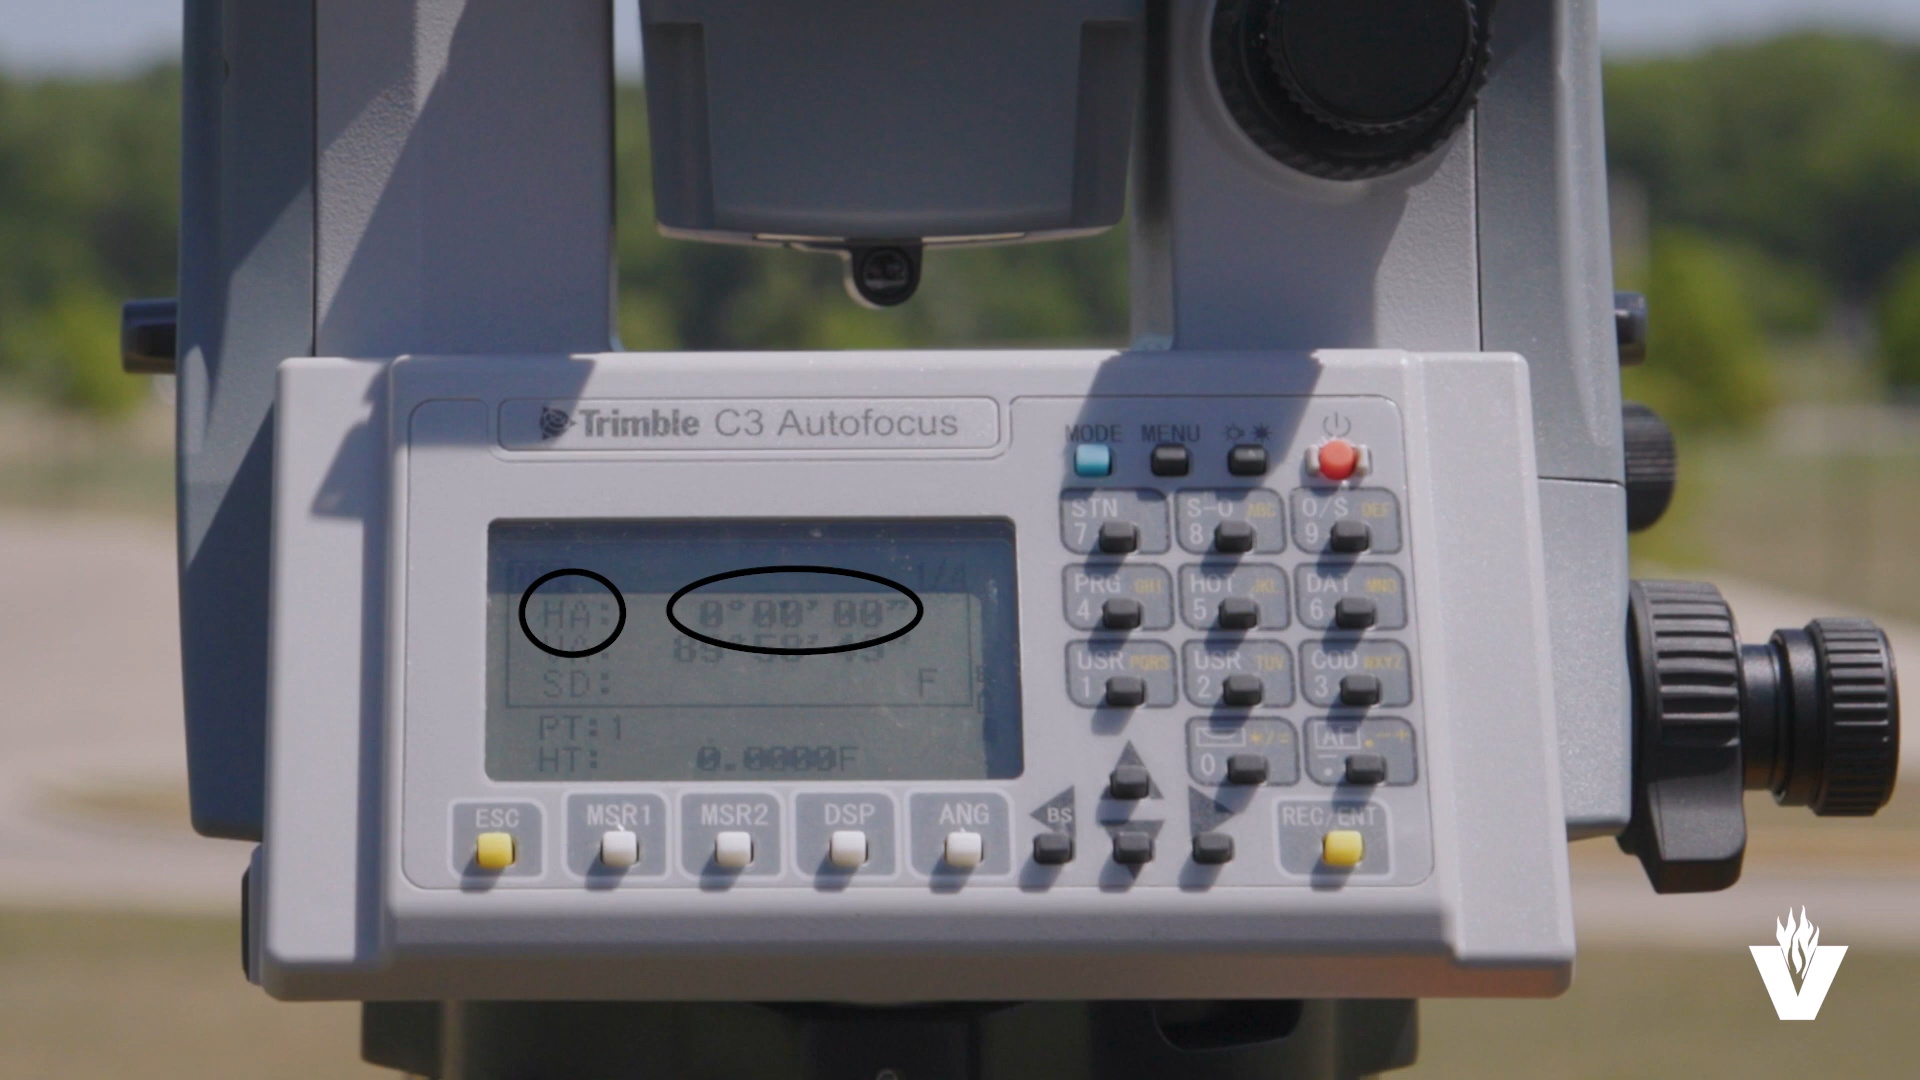 Trimble C3 Autofocus
MODE MENU
1/4
HA: 0°00'00"
SD: F
PT:1
HT: 0.0000F
STN 7
S-O ABC 8
O/S DEF 9
PRG GHI 4
HOT JKL 5
DAT MNO 6
USR PQRS 1
USR TUV 2
COD WXYZ 3
*/= 0
AF .-+ .
ESC MSR1 MSR2 DSP ANG BS REC/ENT